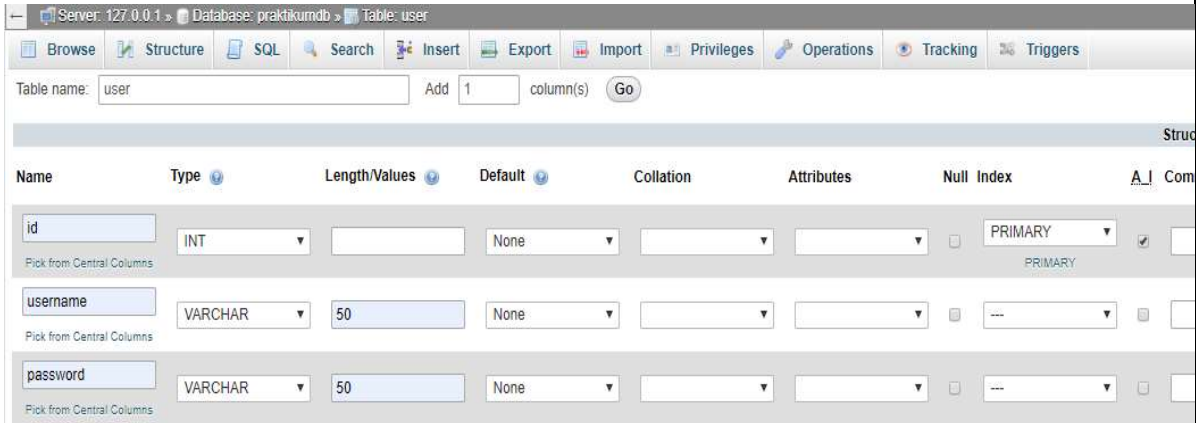 Server: 127.0.0.1 » Database: praktikumdb » Table: user
Browse Structure SQL Search Insert Export Import Privileges Operations Tracking Triggers
Table name: user Add 1 column(s) Go
Struc
Name Type Length/Values Default Collation Attributes Null Index A_I Com
id INT None PRIMARY
Pick from Central Columns PRIMARY
username VARCHAR 50 None ---
Pick from Central Columns
password VARCHAR 50 None ---
Pick from Central Columns